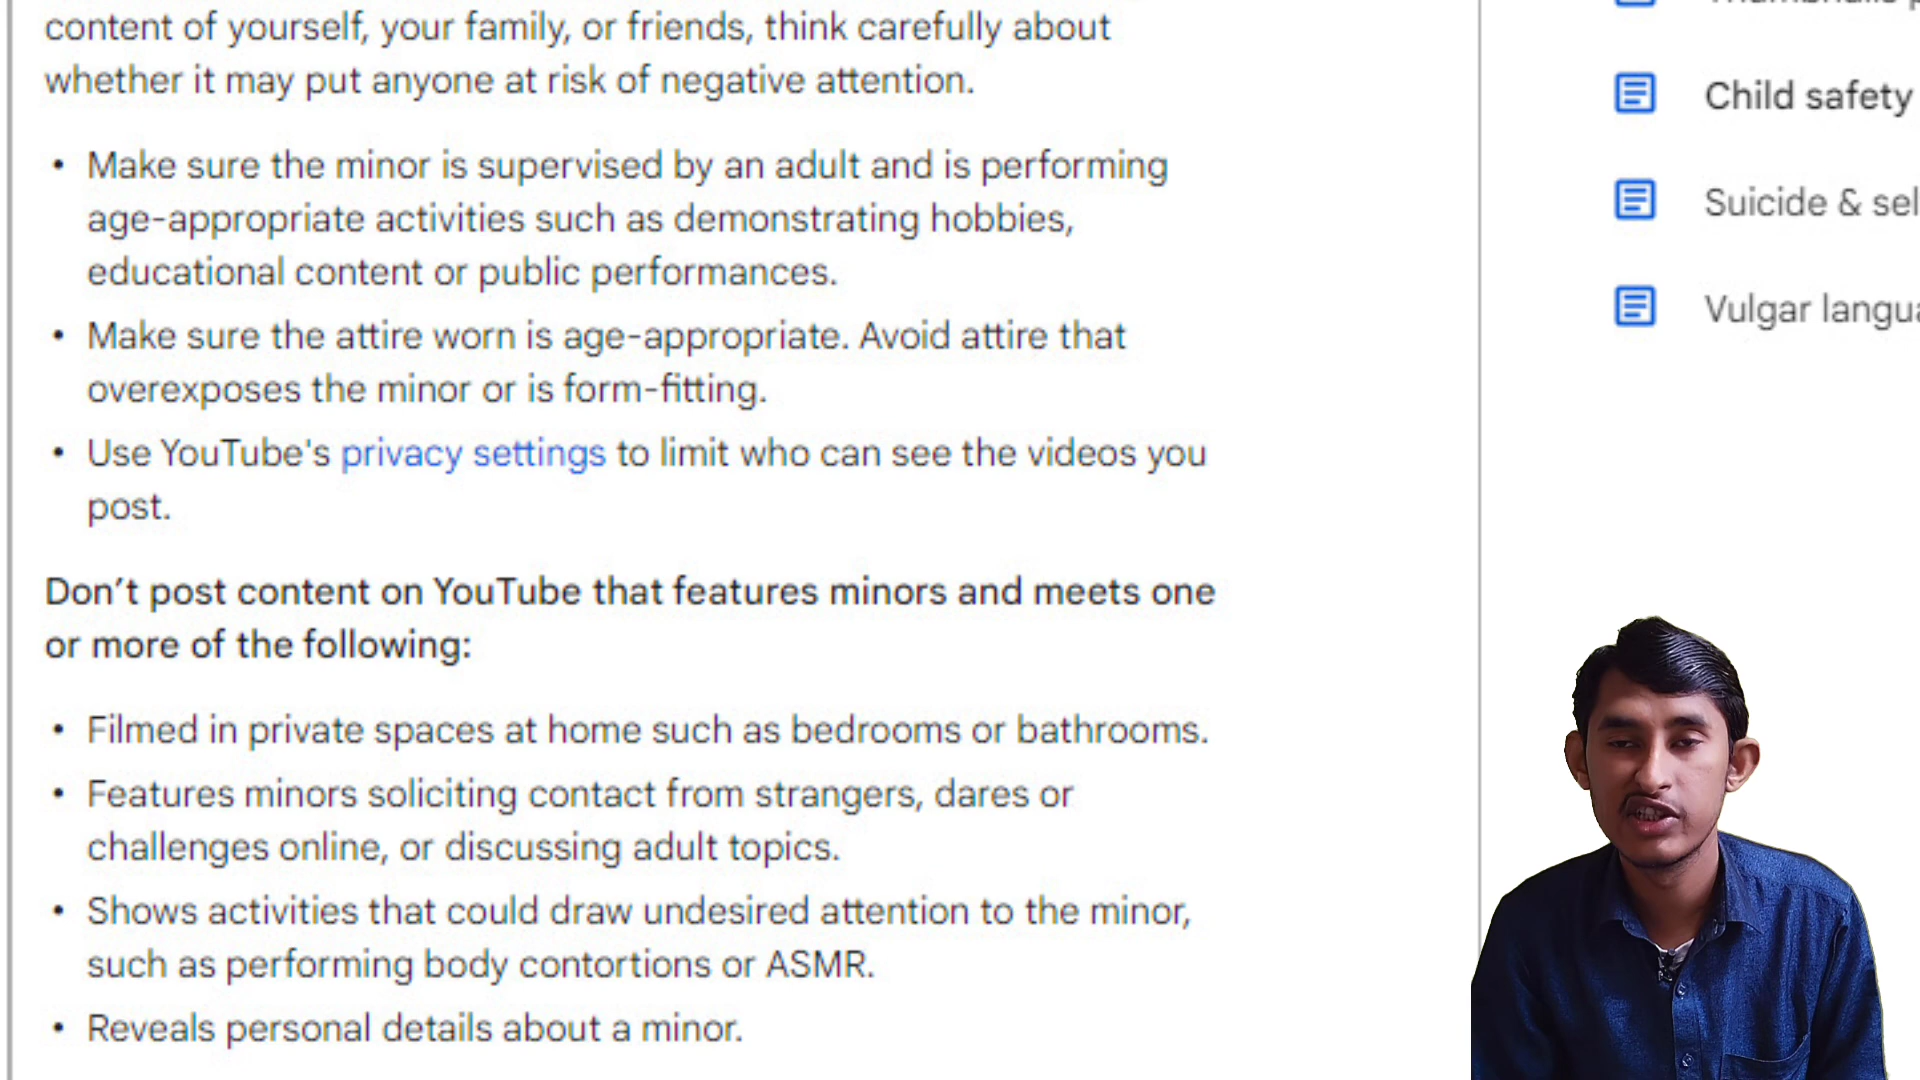 content of yourself, your family, or friends, think carefully about
whether it may put anyone at risk of negative attention.
• Make sure the minor is supervised by an adult and is performing
age-appropriate activities such as demonstrating hobbies,
educational content or public performances.
• Make sure the attire worn is age-appropriate. Avoid attire that
overexposes the minor or is form-fitting.
• Use YouTube's privacy settings to limit who can see the videos you
post.
Don’t post content on YouTube that features minors and meets one
or more of the following:
• Filmed in private spaces at home such as bedrooms or bathrooms.
• Features minors soliciting contact from strangers, dares or
challenges online, or discussing adult topics.
• Shows activities that could draw undesired attention to the minor,
such as performing body contortions or ASMR.
• Reveals personal details about a minor.
Child safety
Suicide & sel
Vulgar langua